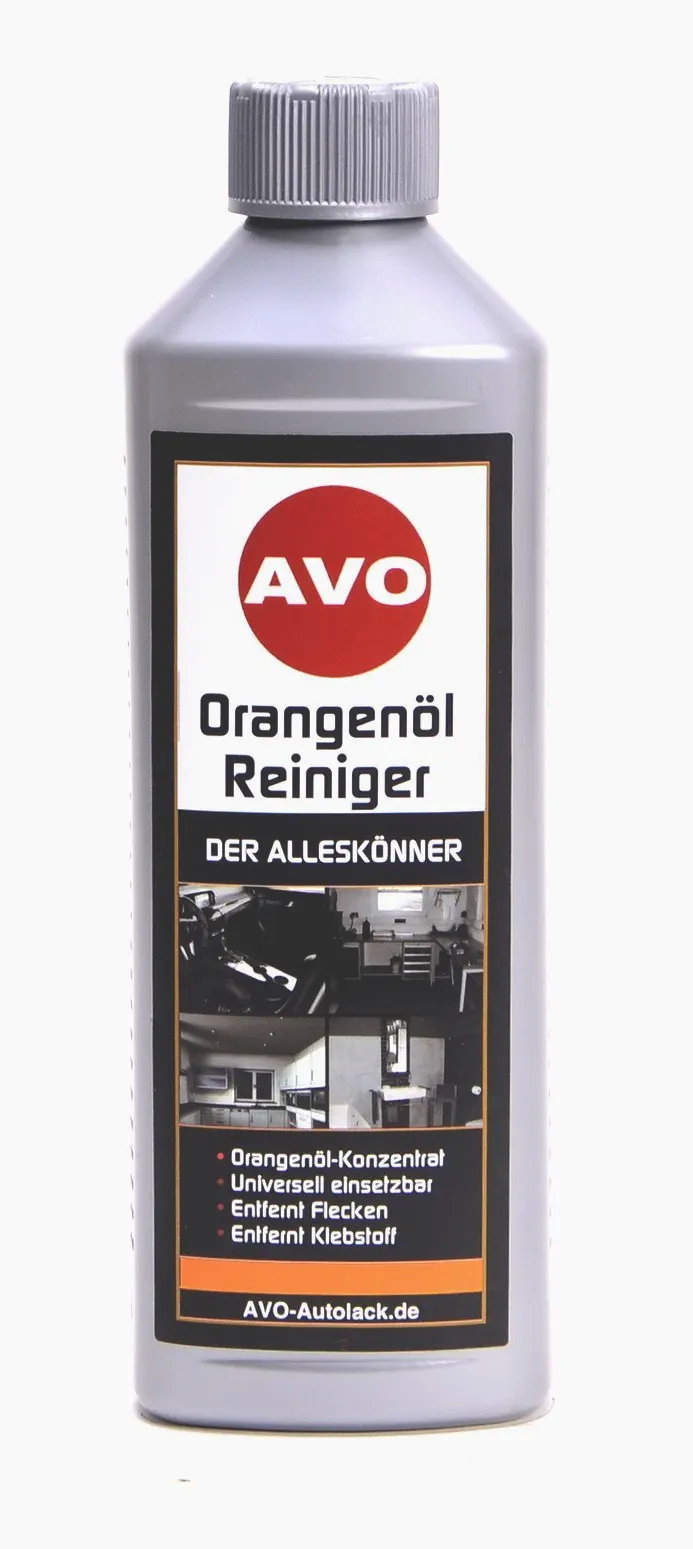 AVO
Orangenöl
Reiniger
DER ALLESKÖNNER
• Orangenöl-Konzentrat
• Universell einsetzbar
• Entfernt Flecken
• Entfernt Klebstoff
AVO-Autolack.de